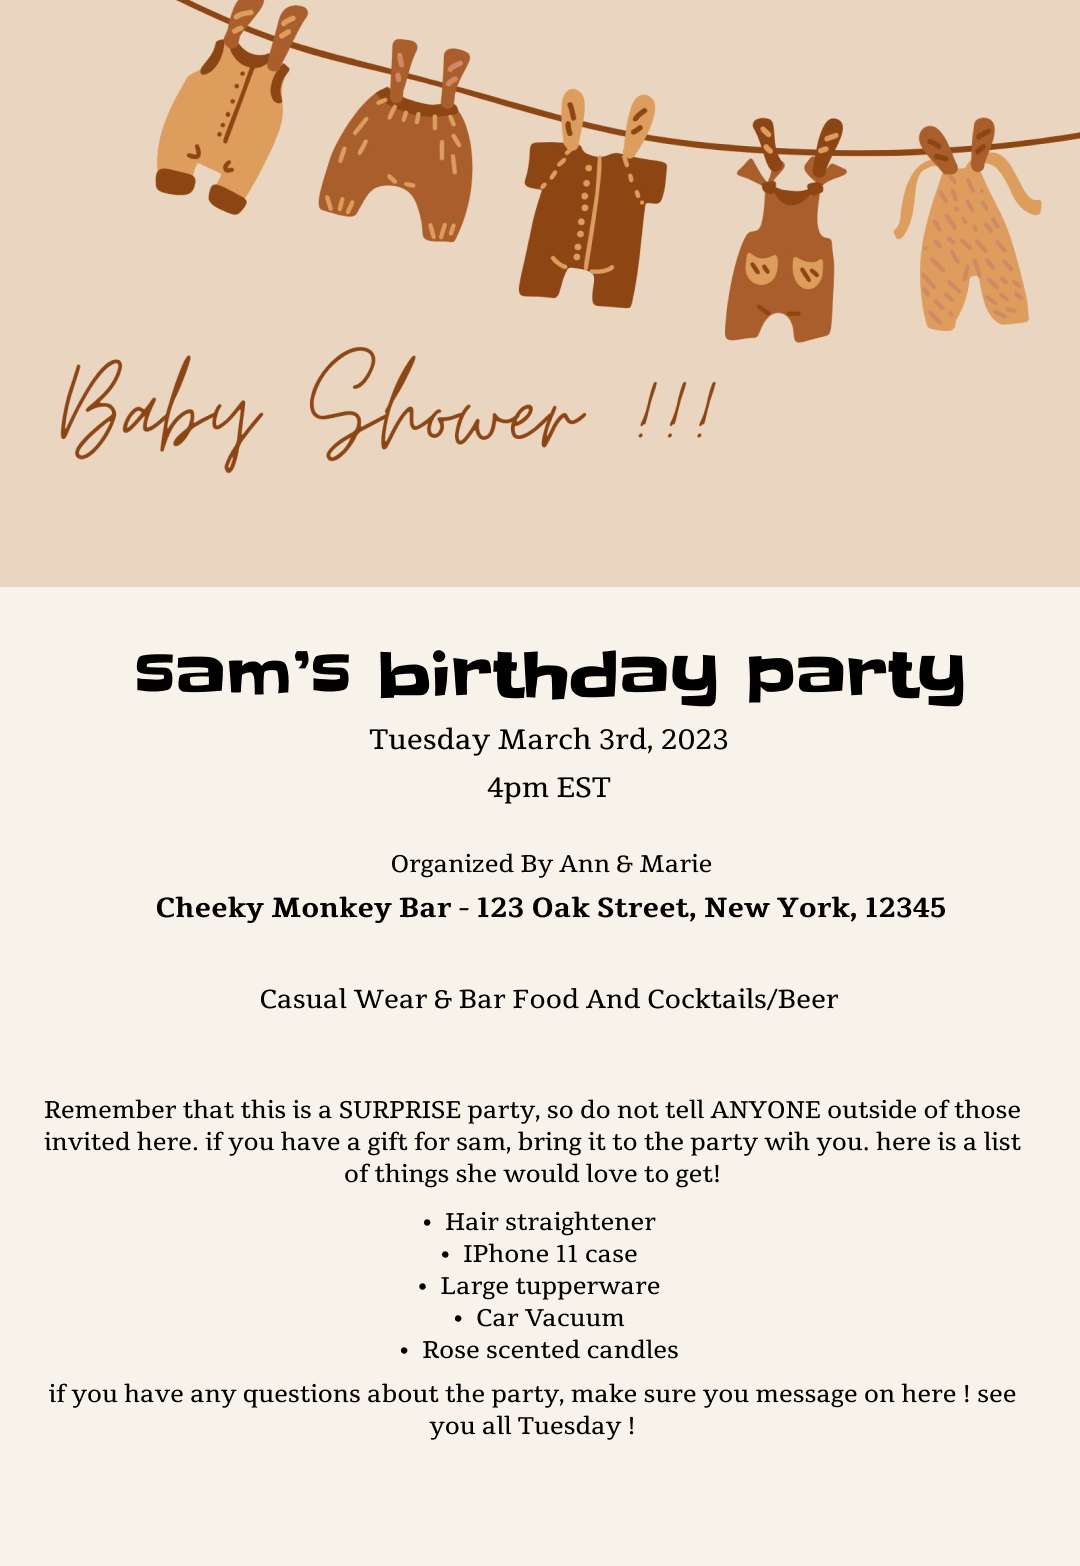 Baby Shower !!!
sam's birthday party
Tuesday March 3rd, 2023
4pm EST
Organized By Ann & Marie
Cheeky Monkey Bar - 123 Oak Street, New York, 12345
Casual Wear & Bar Food And Cocktails/Beer
Remember that this is a SURPRISE party, so do not tell ANYONE outside of those
invited here. if you have a gift for sam, bring it to the party wih you. here is a list
of things she would love to get!
• Hair straightener
• IPhone 11 case
• Large tupperware
• Car Vacuum
• Rose scented candles
if you have any questions about the party, make sure you message on here ! see
you all Tuesday !